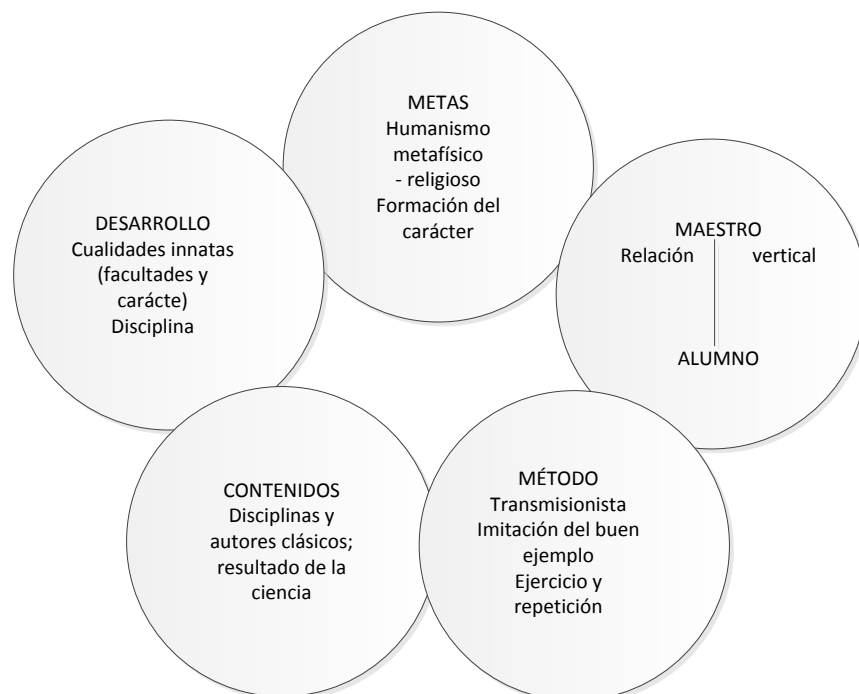 METAS
Humanismo
metafísico
- religioso
Formación del
carácter
DESARROLLO
Cualidades innatas
(facultades y
carácte)
Disciplina
MAESTRO
Relación vertical
ALUMNO
CONTENIDOS
Disciplinas y
autores clásicos;
resultado de la
ciencia
MÉTODO
Transmisionista
Imitación del buen
ejemplo
Ejercicio y
repetición